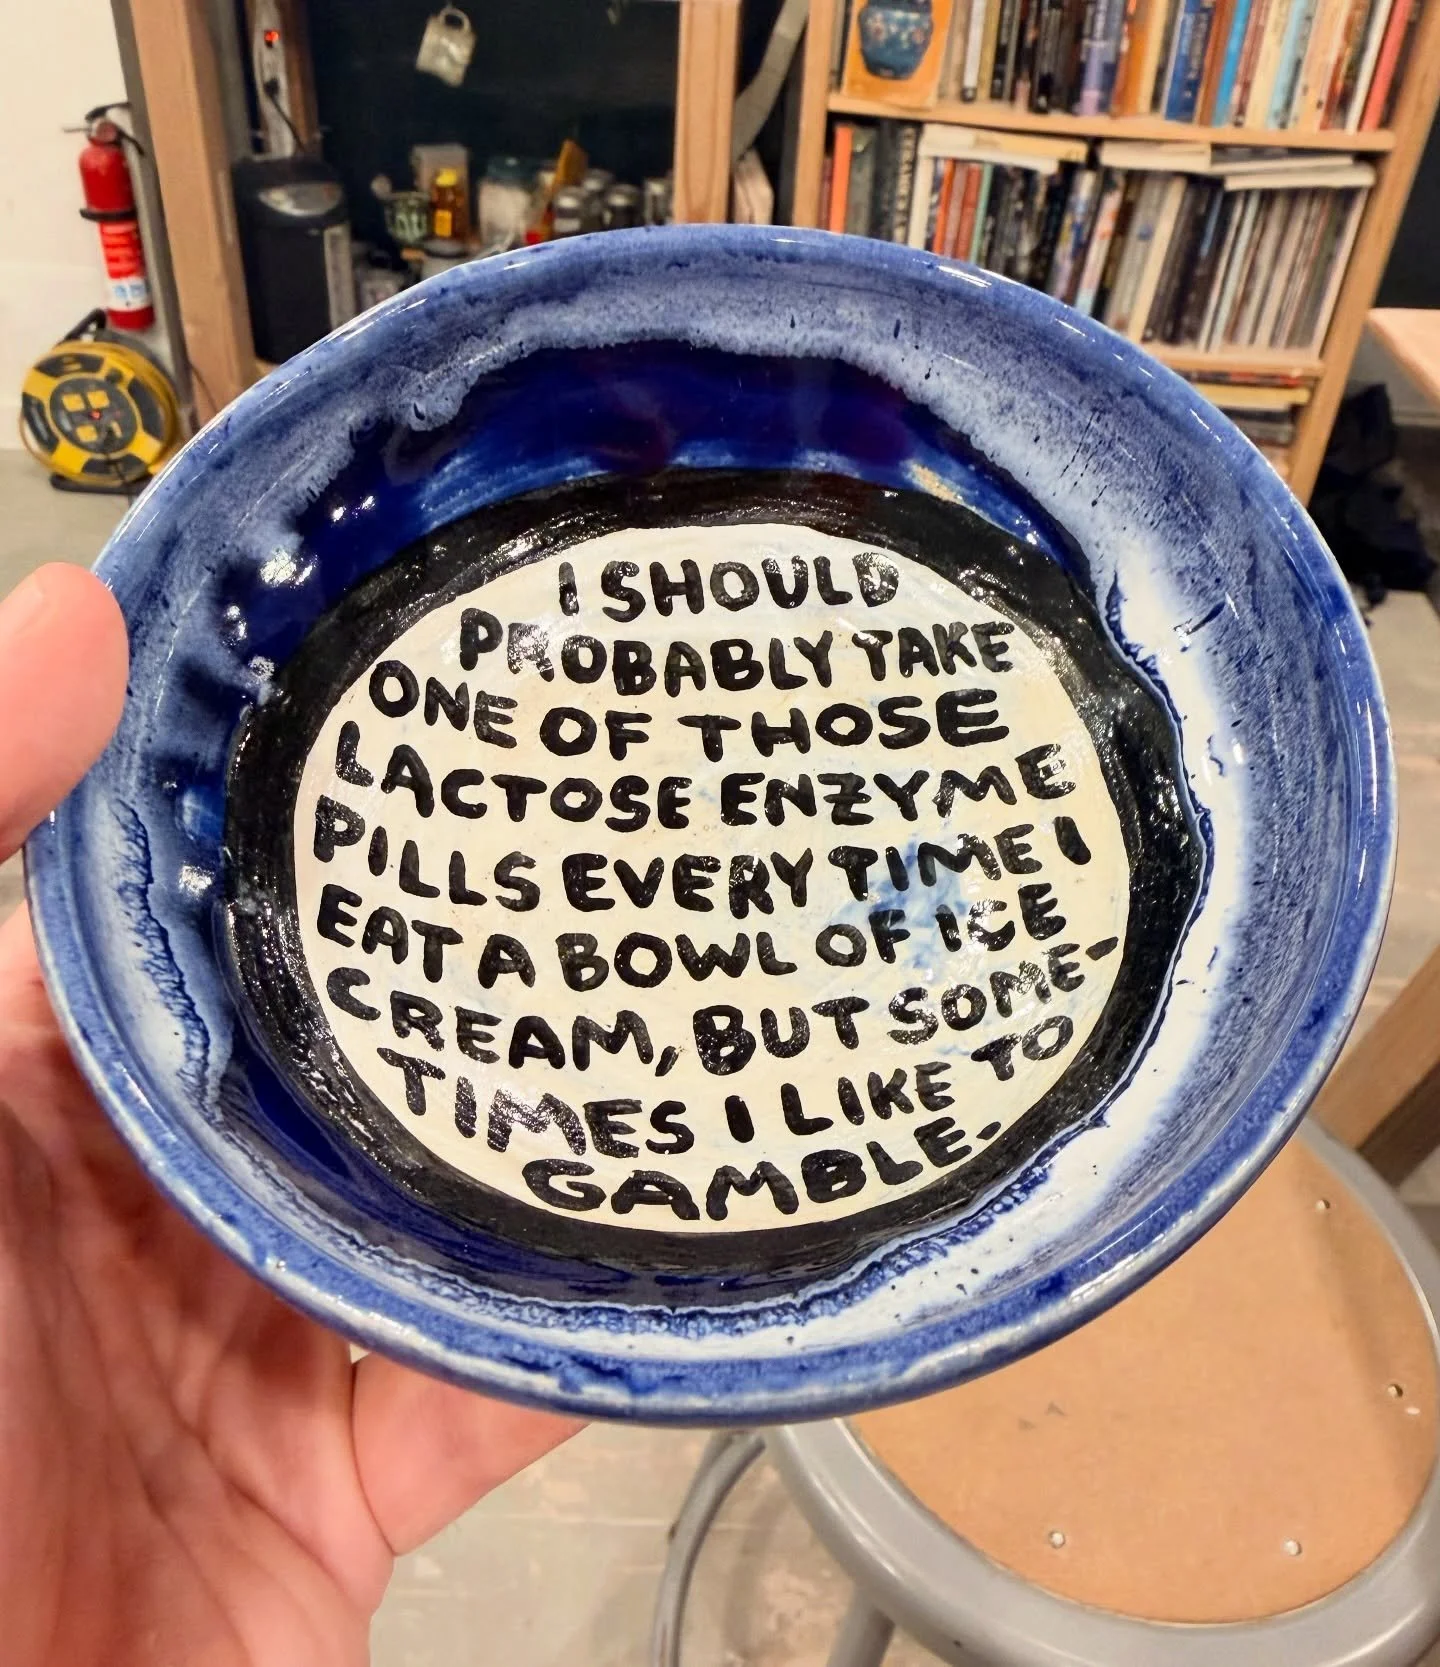 I SHOULD
PROBABLY TAKE
ONE OF THOSE
LACTOSE ENZYME
PILLS EVERY TIME I
EAT A BOWL OF ICE
CREAM, BUT SOME-
TIMES I LIKE TO
GAMBLE.